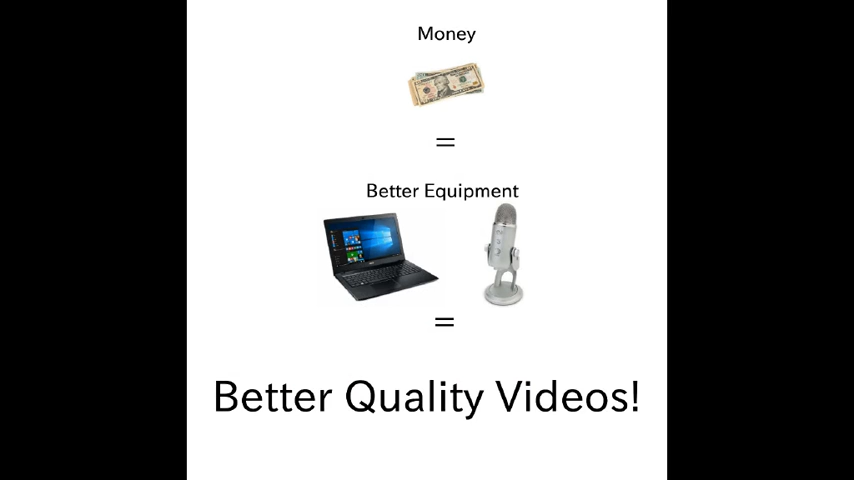 Money
=
Better Equipment
=
Better Quality Videos!